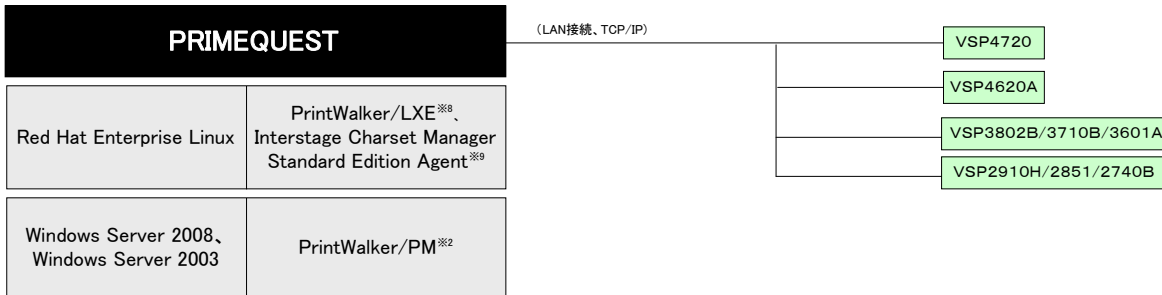 PRIMEQUEST
（LAN接続、TCP/IP）
VSP4720
VSP4620A
VSP3802B/3710B/3601A
VSP2910H/2851/2740B
Red Hat Enterprise Linux
PrintWalker/LXE※8、
Interstage Charset Manager
Standard Edition Agent※9
Windows Server 2008、
Windows Server 2003
PrintWalker/PM※2